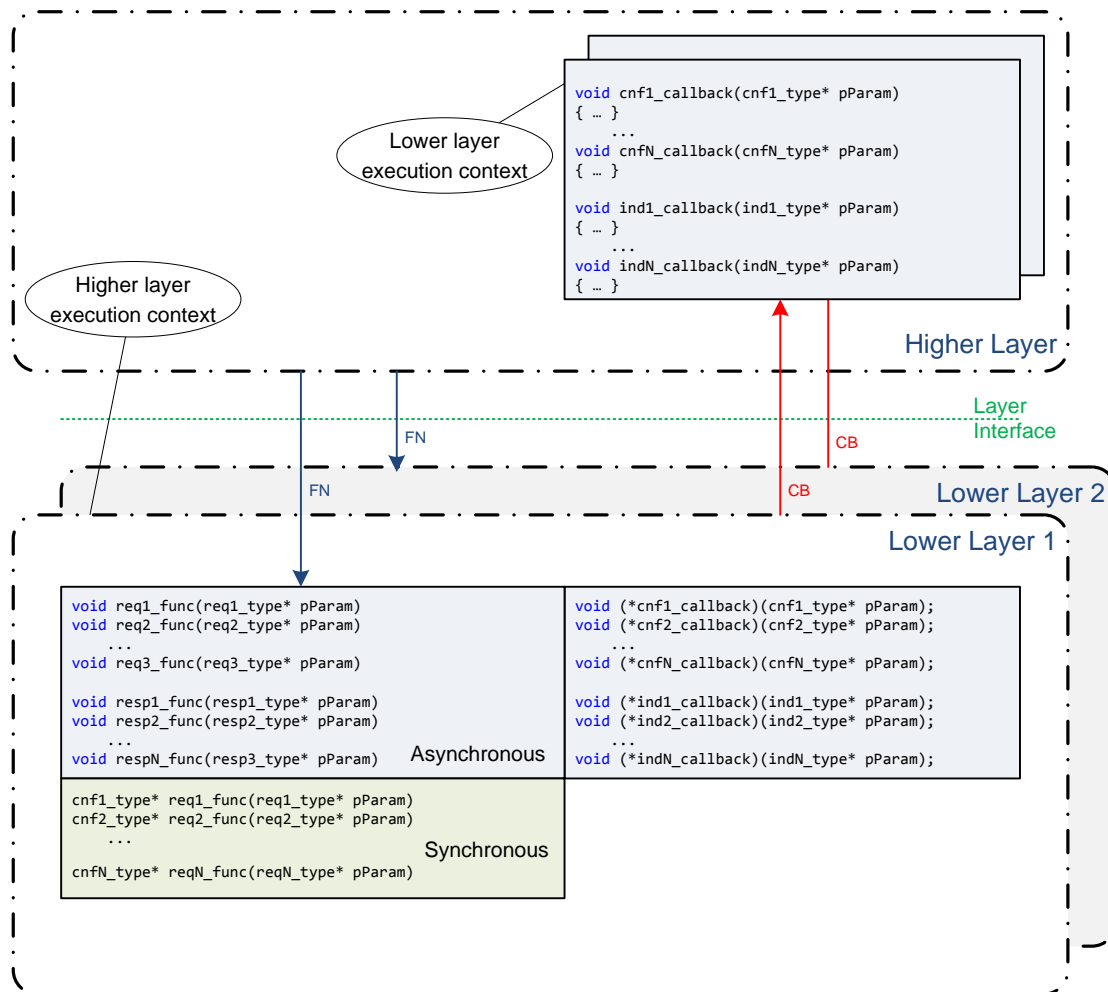 void cnf1_callback(cnf1_type* pParam)
{ … }
...
void cnfN_callback(cnfN_type* pParam)
{ … }
void ind1_callback(ind1_type* pParam)
{ … }
...
void indN_callback(indN_type* pParam)
{ … }
Lower layer
execution context
Higher layer
execution context
Higher Layer
Layer
Interface
FN
CB
FN
CB
Lower Layer 2
Lower Layer 1
void req1_func(req1_type* pParam)
void req2_func(req2_type* pParam)
...
void req3_func(req3_type* pParam)
void resp1_func(resp1_type* pParam)
void resp2_func(resp2_type* pParam)
...
void respN_func(resp3_type* pParam)
Asynchronous
void (*cnf1_callback)(cnf1_type* pParam);
void (*cnf2_callback)(cnf2_type* pParam);
...
void (*cnfN_callback)(cnfN_type* pParam);
void (*ind1_callback)(ind1_type* pParam);
void (*ind2_callback)(ind2_type* pParam);
...
void (*indN_callback)(indN_type* pParam);
cnf1_type* req1_func(req1_type* pParam)
cnf2_type* req2_func(req2_type* pParam)
...
cnfN_type* reqN_func(reqN_type* pParam)
Synchronous